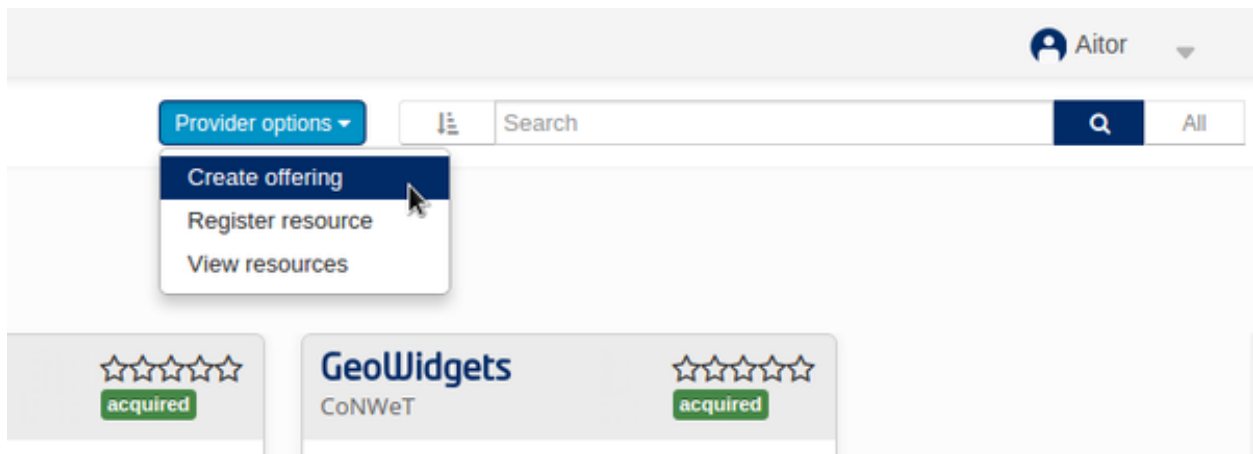 Aitor
Provider options
Search
All
Create offering
Register resource
View resources
acquired
GeoWidgets
CoNWeT
acquired